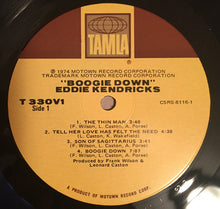 TAMLA
℗ 1974 MOTOWN RECORD CORPORATION
TRADEMARK MOTOWN RECORD CORPORATION
"BOOGIE DOWN"
EDDIE KENDRICKS
T 330V1
Side 1
CSRS-6116-1
1. THE THIN MAN 3:40
(F. Wilson, L. Caston, A. Poree)
2. TELL HER LOVE HAS FELT THE NEED 4:38
(L. Caston, K. Wakefield)
3. SON OF SAGITTARIUS 3:41
(F. Wilson, L. Caston, A. Poree)
4. BOOGIE DOWN 7:07
(F. Wilson, L. Caston, A. Poree)
Produced by Frank Wilson &
Leonard Caston
A PRODUCT OF MOTOWN RECORD CORP.